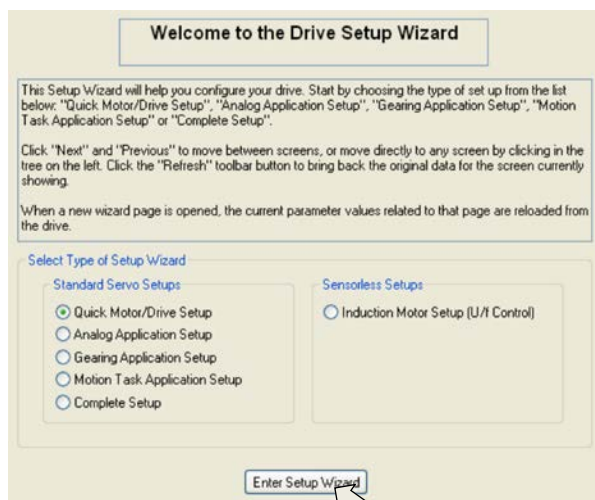 Welcome to the Drive Setup Wizard
This Setup Wizard will help you configure your drive. Start by choosing the type of set up from the list
below: "Quick Motor/Drive Setup", "Analog Application Setup", "Gearing Application Setup", "Motion
Task Application Setup" or "Complete Setup".
Click "Next" and "Previous" to move between screens, or move directly to any screen by clicking in the
tree on the left. Click the "Refresh" toolbar button to bring back the original data for the screen currently
showing.
When a new wizard page is opened, the current parameter values related to that page are reloaded from
the drive.
Select Type of Setup Wizard
Standard Servo Setups
Quick Motor/Drive Setup
Analog Application Setup
Gearing Application Setup
Motion Task Application Setup
Complete Setup
Sensorless Setups
Induction Motor Setup (U/f Control)
Enter Setup Wizard